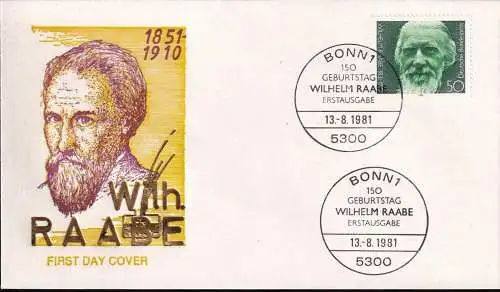 1851-
1910
Wilh.
RAABE
FIRST DAY COVER
BONN 1
150
GEBURTSTAG
WILHELM RAABE
ERSTAUSGABE
13.-8. 1981
5300
50
Deutsche Bundespost
BONN 1
150
GEBURTSTAG
WILHELM RAABE
ERSTAUSGABE
13.-8. 1981
5300